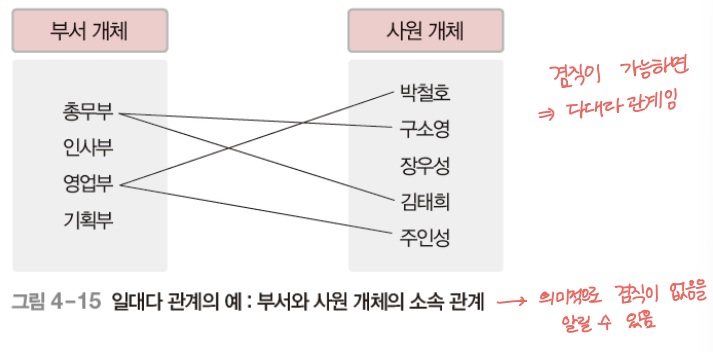 부서 개체
사원 개체
총무부
인사부
영업부
기획부
박철호
구소영
장우성
김태희
주인성
겸직이 가능하면
⇒ 다대다 관계임
그림 4-15 일대다 관계의 예 : 부서와 사원 개체의 소속 관계
→ 의미적으로 겸직이 없음을
알릴 수 있음